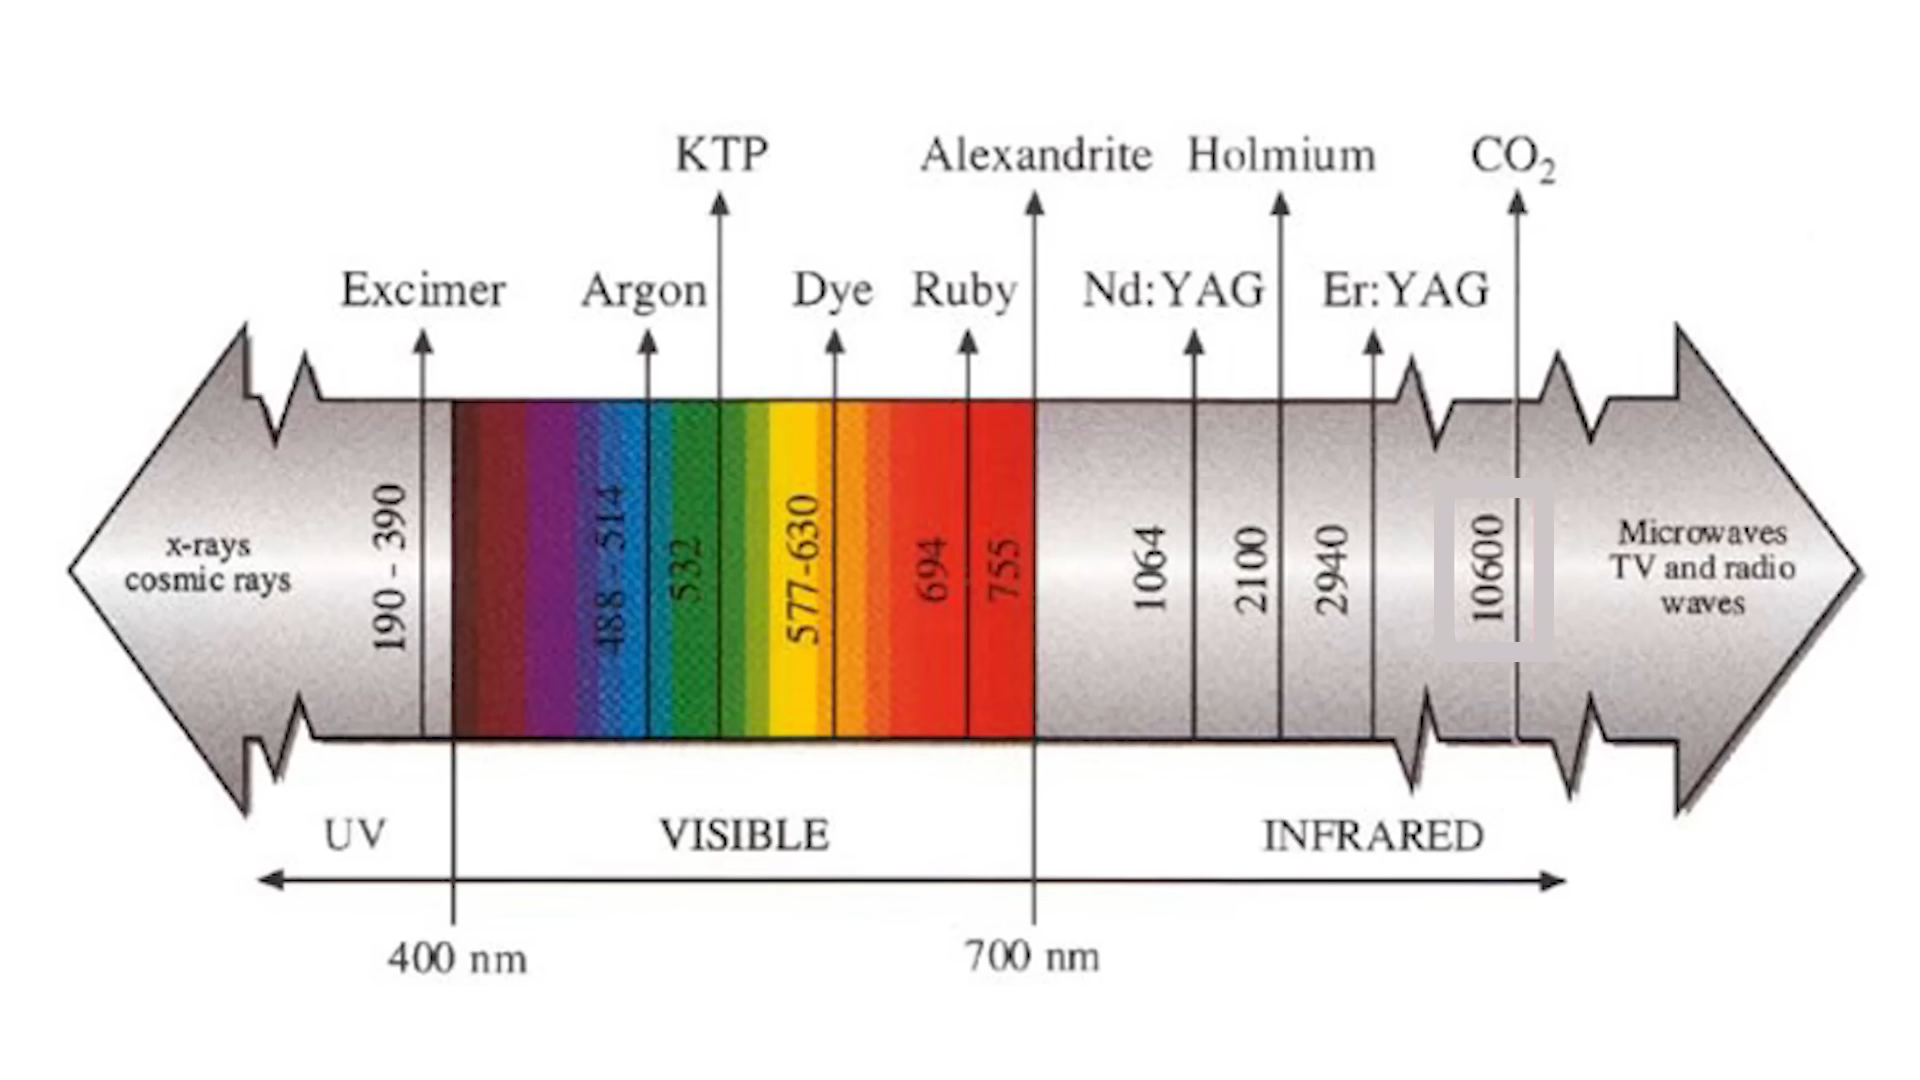 KTP
Alexandrite
Holmium
CO₂
Excimer
Argon
Dye
Ruby
Nd:YAG
Er:YAG
x-rays
cosmic rays
190 - 390
488 - 514
532
577-630
694
755
1064
2100
2940
10600
Microwaves
TV and radio
waves
UV
VISIBLE
INFRARED
400 nm
700 nm